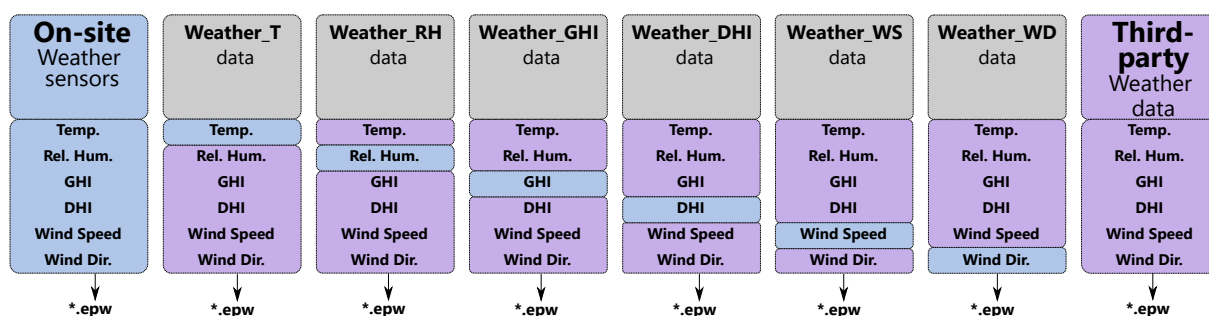 On-site
Weather
sensors
Temp.
Rel. Hum.
GHI
DHI
Wind Speed
Wind Dir.
*.epw
Weather_T
data
Temp.
Rel. Hum.
GHI
DHI
Wind Speed
Wind Dir.
*.epw
Weather_RH
data
Temp.
Rel. Hum.
GHI
DHI
Wind Speed
Wind Dir.
*.epw
Weather_GHI
data
Temp.
Rel. Hum.
GHI
DHI
Wind Speed
Wind Dir.
*.epw
Weather_DHI
data
Temp.
Rel. Hum.
GHI
DHI
Wind Speed
Wind Dir.
*.epw
Weather_WS
data
Temp.
Rel. Hum.
GHI
DHI
Wind Speed
Wind Dir.
*.epw
Weather_WD
data
Temp.
Rel. Hum.
GHI
DHI
Wind Speed
Wind Dir.
*.epw
Third-
party
Weather
data
Temp.
Rel. Hum.
GHI
DHI
Wind Speed
Wind Dir.
*.epw